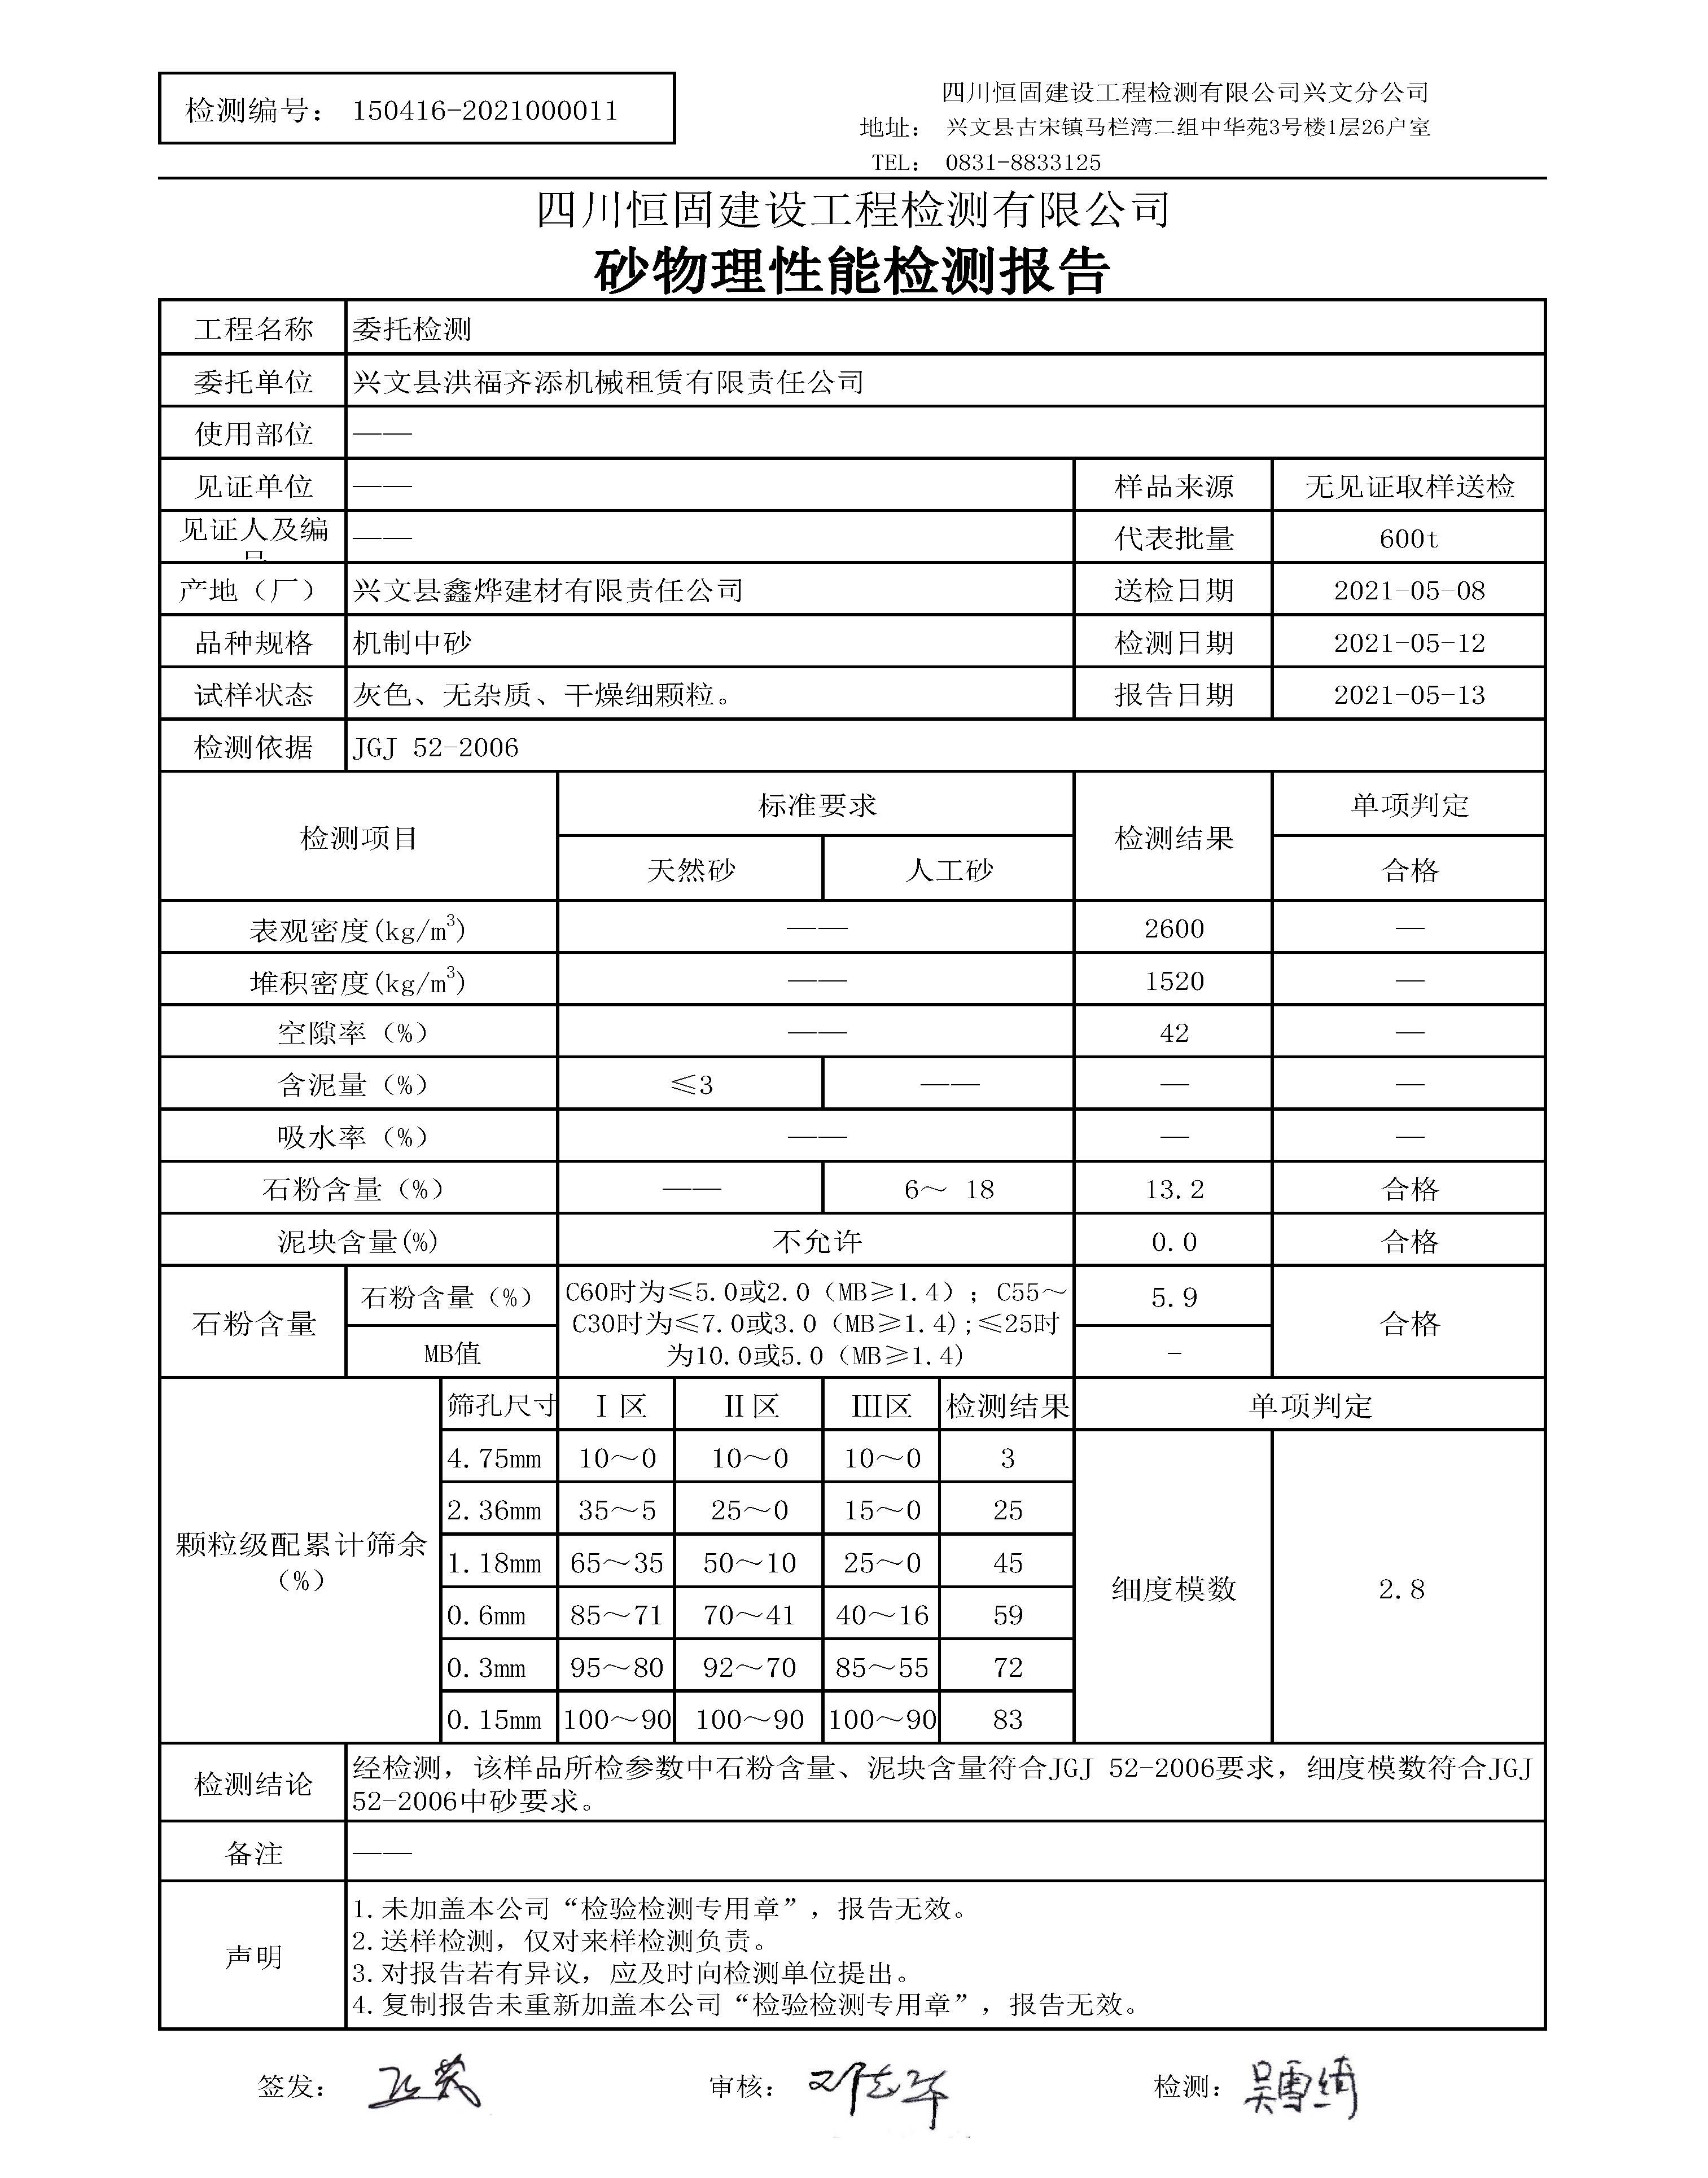 检测编号： 150416-2021000011
四川恒固建设工程检测有限公司兴文分公司
地址： 兴文县古宋镇马栏湾二组中华苑3号楼1层26户室
TEL： 0831-8833125
四川恒固建设工程检测有限公司
砂物理性能检测报告
工程名称 委托检测
委托单位 兴文县洪福齐添机械租赁有限责任公司
使用部位 ——
见证单位 —— 样品来源 无见证取样送检
见证人及编号 —— 代表批量 600t
产地（厂） 兴文县鑫烨建材有限责任公司 送检日期 2021-05-08
品种规格 机制中砂 检测日期 2021-05-12
试样状态 灰色、无杂质、干燥细颗粒。 报告日期 2021-05-13
检测依据 JGJ 52-2006
检测项目 标准要求 检测结果 单项判定
天然砂 人工砂 合格
表观密度(kg/m³) —— 2600 —
堆积密度(kg/m³) —— 1520 —
空隙率（%） —— 42 —
含泥量（%） ≤3 —— — —
吸水率（%） —— — —
石粉含量（%） —— 6～ 18 13.2 合格
泥块含量(%) 不允许 0.0 合格
石粉含量 石粉含量（%） C60时为≤5.0或2.0（MB≥1.4）；C55～ 5.9 合格
C30时为≤7.0或3.0（MB≥1.4);≤25时
MB值 为10.0或5.0（MB≥1.4) -
筛孔尺寸 Ⅰ区 Ⅱ区 Ⅲ区 检测结果 单项判定
4.75mm 10～0 10～0 10～0 3
2.36mm 35～5 25～0 15～0 25
颗粒级配累计筛余
（%）
1.18mm 65～35 50～10 25～0 45
细度模数 2.8
0.6mm 85～71 70～41 40～16 59
0.3mm 95～80 92～70 85～55 72
0.15mm 100～90 100～90 100～90 83
检测结论 经检测，该样品所检参数中石粉含量、泥块含量符合JGJ 52-2006要求，细度模数符合JGJ
52-2006中砂要求。
备注 ——
声明 1.未加盖本公司“检验检测专用章”，报告无效。
2.送样检测，仅对来样检测负责。
3.对报告若有异议，应及时向检测单位提出。
4.复制报告未重新加盖本公司“检验检测专用章”，报告无效。
签发： 审核： 邓志华 检测： 吴雪绮